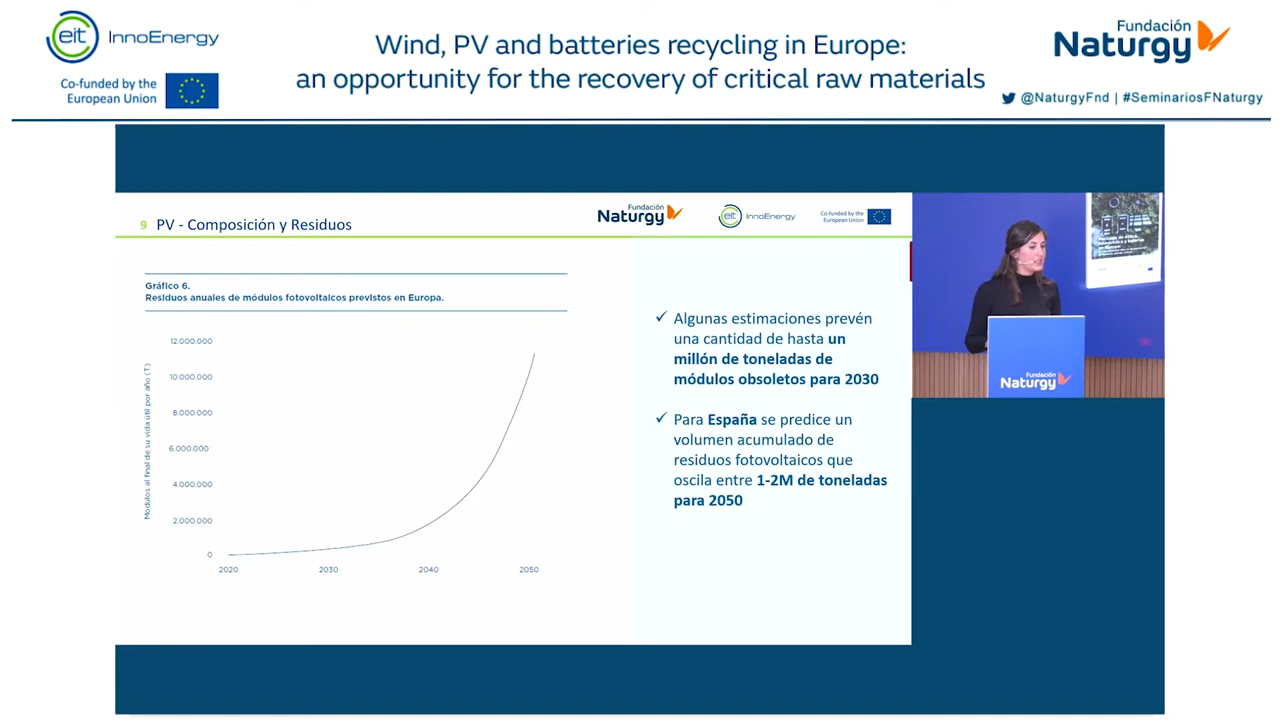 eit InnoEnergy
Co-funded by the
European Union
Wind, PV and batteries recycling in Europe:
an opportunity for the recovery of critical raw materials
Fundación
Naturgy
@NaturgyFnd | #SeminariosFNaturgy
9 PV - Composición y Residuos
Fundación
Naturgy
eit InnoEnergy
Co-funded by the
European Union
Gráfico 6.
Residuos anuales de módulos fotovoltaicos previstos en Europa.
Módulos al final de su vida útil por año (T)
12.000.000
10.000.000
8.000.000
6.000.000
4.000.000
2.000.000
0
2020
2030
2040
2050
Algunas estimaciones prevén
una cantidad de hasta un
millón de toneladas de
módulos obsoletos para 2030
Para España se predice un
volumen acumulado de
residuos fotovoltaicos que
oscila entre 1-2M de toneladas
para 2050
Fundación
Naturgy